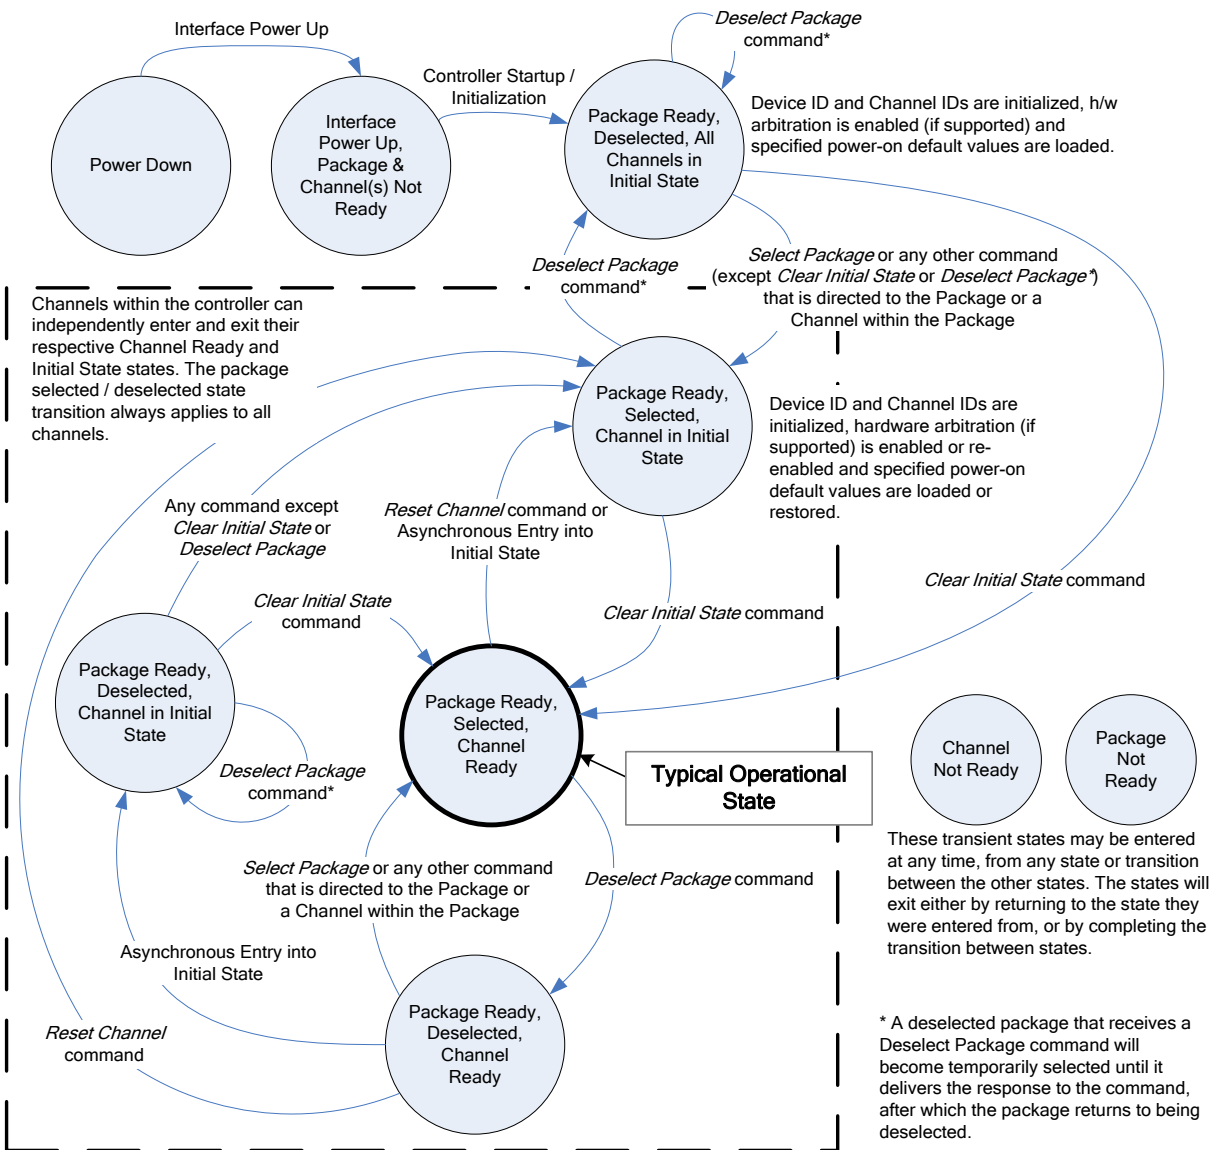 Interface Power Up
Deselect Package
command*
Controller Startup /
Initialization
Power Down
Interface
Power Up,
Package &
Channel(s) Not
Ready
Package Ready,
Deselected, All
Channels in
Initial State
Device ID and Channel IDs are initialized, h/w
arbitration is enabled (if supported) and
specified power-on default values are loaded.
Deselect Package
command*
Select Package or any other command
(except Clear Initial State or Deselect Package*)
that is directed to the Package or a
Channel within the Package
Channels within the controller can
independently enter and exit their
respective Channel Ready and
Initial State states. The package
selected / deselected state
transition always applies to all
channels.
Package Ready,
Selected,
Channel in Initial
State
Device ID and Channel IDs are
initialized, hardware arbitration (if
supported) is enabled or re-
enabled and specified power-on
default values are loaded or
restored.
Any command except
Clear Initial State or
Deselect Package
Reset Channel command or
Asynchronous Entry into
Initial State
Clear Initial State command
Clear Initial State
command
Clear Initial State command
Package Ready,
Deselected,
Channel in Initial
State
Package Ready,
Selected,
Channel
Ready
Channel
Not Ready
Package
Not
Ready
Typical Operational
State
Deselect Package
command*
These transient states may be entered
at any time, from any state or transition
between the other states. The states will
exit either by returning to the state they
were entered from, or by completing the
transition between states.
Select Package or any other command
that is directed to the Package or
a Channel within the Package
Deselect Package command
Asynchronous Entry into
Initial State
Package Ready,
Deselected,
Channel
Ready
Reset Channel
command
* A deselected package that receives a
Deselect Package command will
become temporarily selected until it
delivers the response to the command,
after which the package returns to being
deselected.